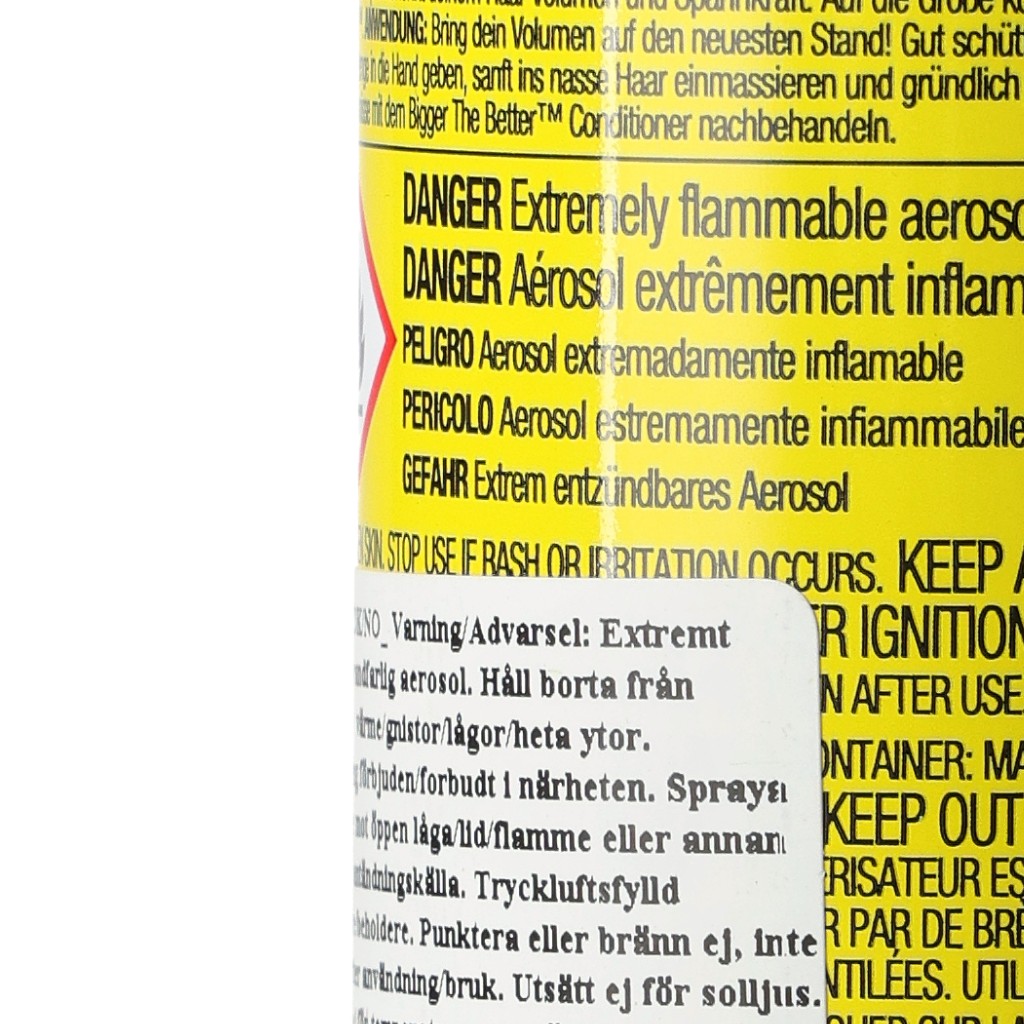 ANWENDUNG: Bring dein Volumen auf den neuesten Stand! Gut schüt
in die Hand geben, sanft ins nasse Haar einmassieren und gründlich
mit dem Bigger The Better™ Conditioner nachbehandeln.
DANGER Extremely flammable aeroso
DANGER Aérosol extrêmement inflam
PELIGRO Aerosol extremadamente inflamable
PERICOLO Aerosol estremamente infiammabile
GEFAHR Extrem entzündbares Aerosol
SKIN. STOP USE IF RASH OR IRRITATION OCCURS. KEEP A
R IGNITION
N AFTER USE.
ONTAINER: MA
KEEP OUT
ÉRISATEUR ES
R PAR DE BRÉ
NTILÉES. UTIL
NO_Varning/Advarsel: Extremt
aerosol. Håll borta från
värme/gnistor/lågor/heta ytor.
förbjuden/forbudt i närheten. Spraya
mot öppen låga/ild/flamme eller annan
antändningskälla. Tryckluftsfylld
beholdere. Punktera eller bränn ej, inte
användning/bruk. Utsätt ej för solljus.